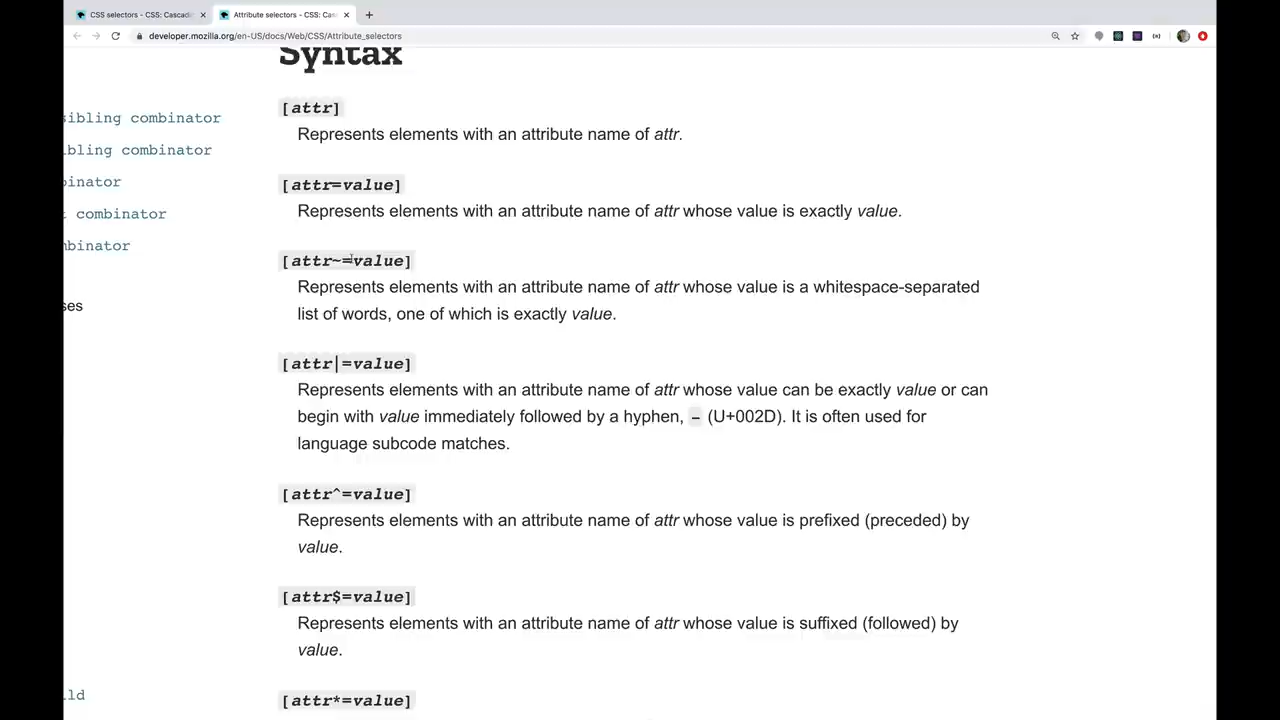 CSS selectors - CSS: Cascadi
Attribute selectors - CSS: Cas
developer.mozilla.org/en-US/docs/Web/CSS/Attribute_selectors
Syntax
sibling combinator
ibling combinator
binator
t combinator
mbinator
ses
ild
[attr]
Represents elements with an attribute name of attr.
[attr=value]
Represents elements with an attribute name of attr whose value is exactly value.
[attr~=value]
Represents elements with an attribute name of attr whose value is a whitespace-separated
list of words, one of which is exactly value.
[attr|=value]
Represents elements with an attribute name of attr whose value can be exactly value or can
begin with value immediately followed by a hyphen, - (U+002D). It is often used for
language subcode matches.
[attr^=value]
Represents elements with an attribute name of attr whose value is prefixed (preceded) by
value.
[attr$=value]
Represents elements with an attribute name of attr whose value is suffixed (followed) by
value.
[attr*=value]